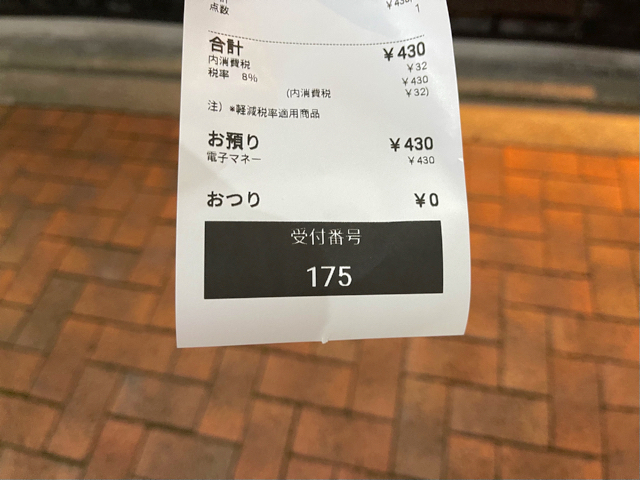 点数 1
合計 ¥430
内消費税 ¥32
税率 8% ¥430
(内消費税 ¥32)
注) *軽減税率適用商品
お預り ¥430
電子マネー ¥430
おつり ¥0
受付番号
175